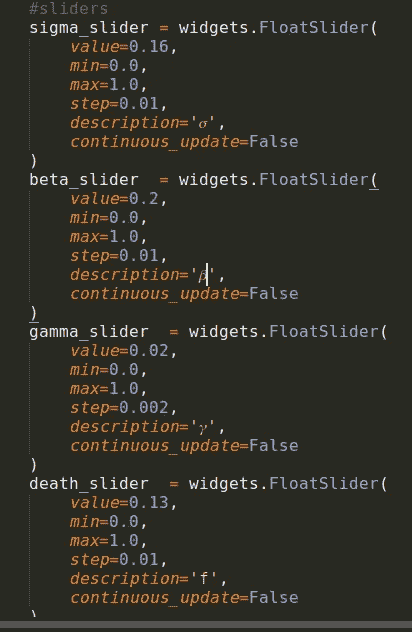 #sliders
sigma_slider = widgets.FloatSlider(
    value=0.16,
    min=0.0,
    max=1.0,
    step=0.01,
    description='σ',
    continuous_update=False
)
beta_slider  = widgets.FloatSlider(
    value=0.2,
    min=0.0,
    max=1.0,
    step=0.01,
    description='β',
    continuous_update=False
)
gamma_slider  = widgets.FloatSlider(
    value=0.02,
    min=0.0,
    max=1.0,
    step=0.002,
    description='γ',
    continuous_update=False
)
death_slider  = widgets.FloatSlider(
    value=0.13,
    min=0.0,
    max=1.0,
    step=0.01,
    description='f',
    continuous_update=False
)